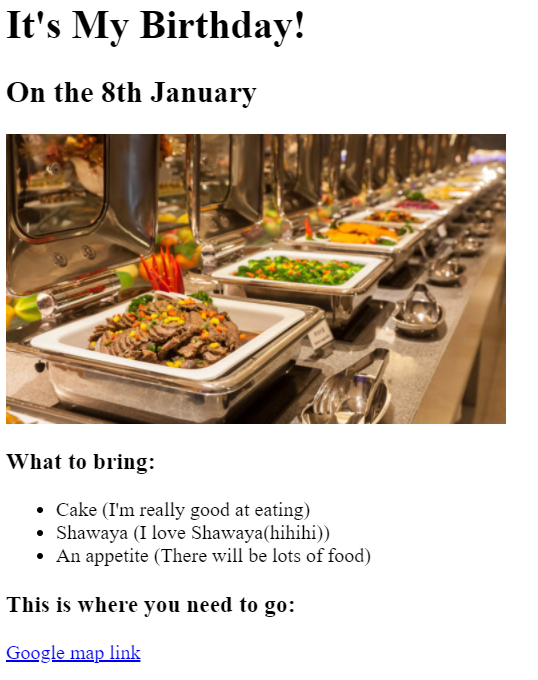 It's My Birthday!
On the 8th January
What to bring:
Cake (I'm really good at eating)
Shawaya (I love Shawaya(hihihi))
An appetite (There will be lots of food)
This is where you need to go:
Google map link